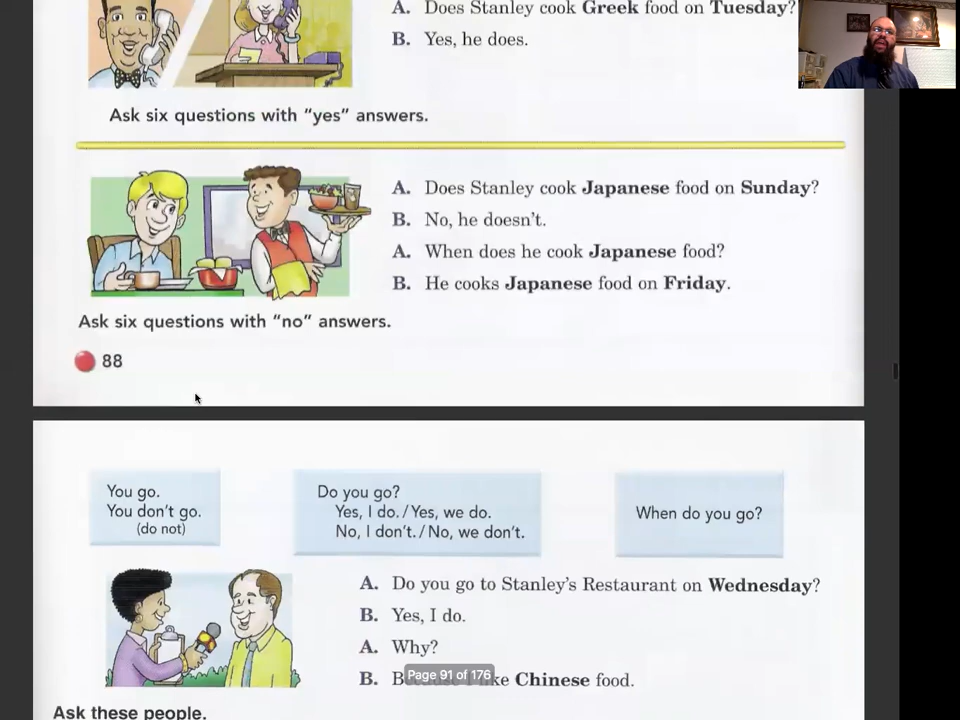 A. Does Stanley cook Greek food on Tuesday?
B. Yes, he does.
Ask six questions with "yes" answers.
A. Does Stanley cook Japanese food on Sunday?
B. No, he doesn't.
A. When does he cook Japanese food?
B. He cooks Japanese food on Friday.
Ask six questions with "no" answers.
88
You go.
You don't go.
(do not)
Do you go?
Yes, I do./Yes, we do.
No, I don't./No, we don't.
When do you go?
A. Do you go to Stanley's Restaurant on Wednesday?
B. Yes, I do.
A. Why?
B. Chinese food.
Page 91 of 176
Ask these people.